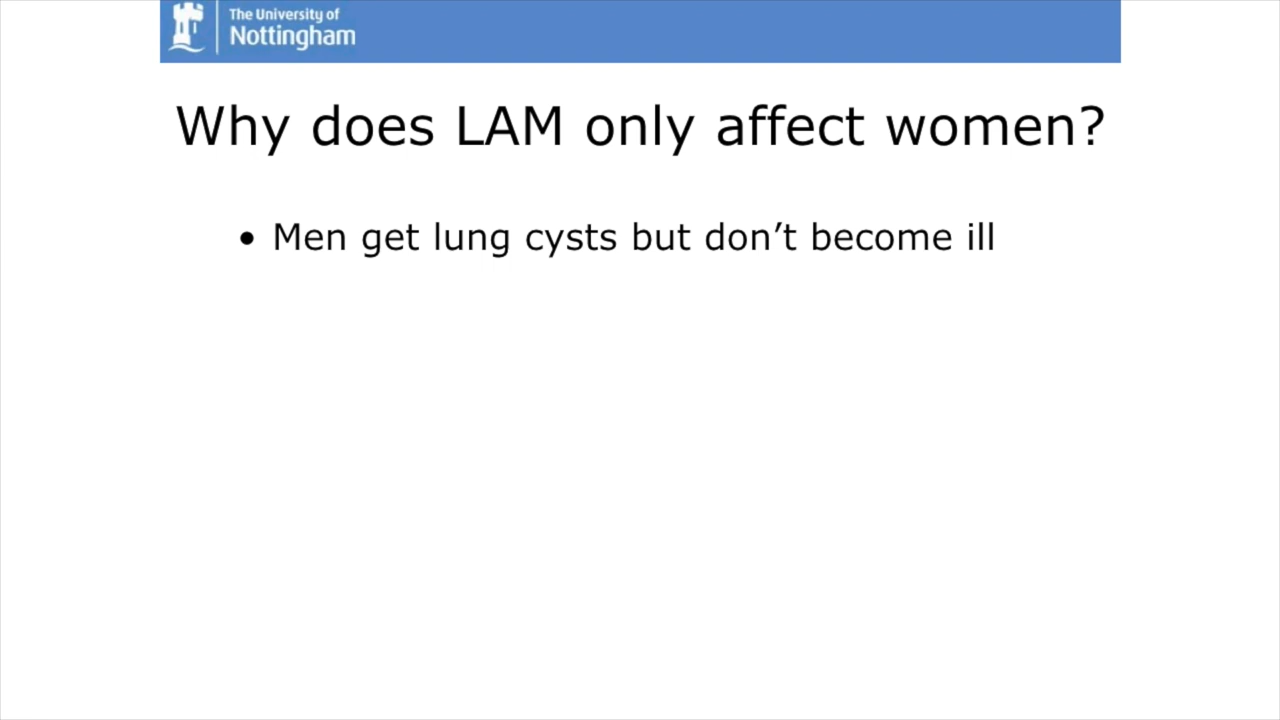 The University of
Nottingham
Why does LAM only affect women?
• Men get lung cysts but don’t become ill